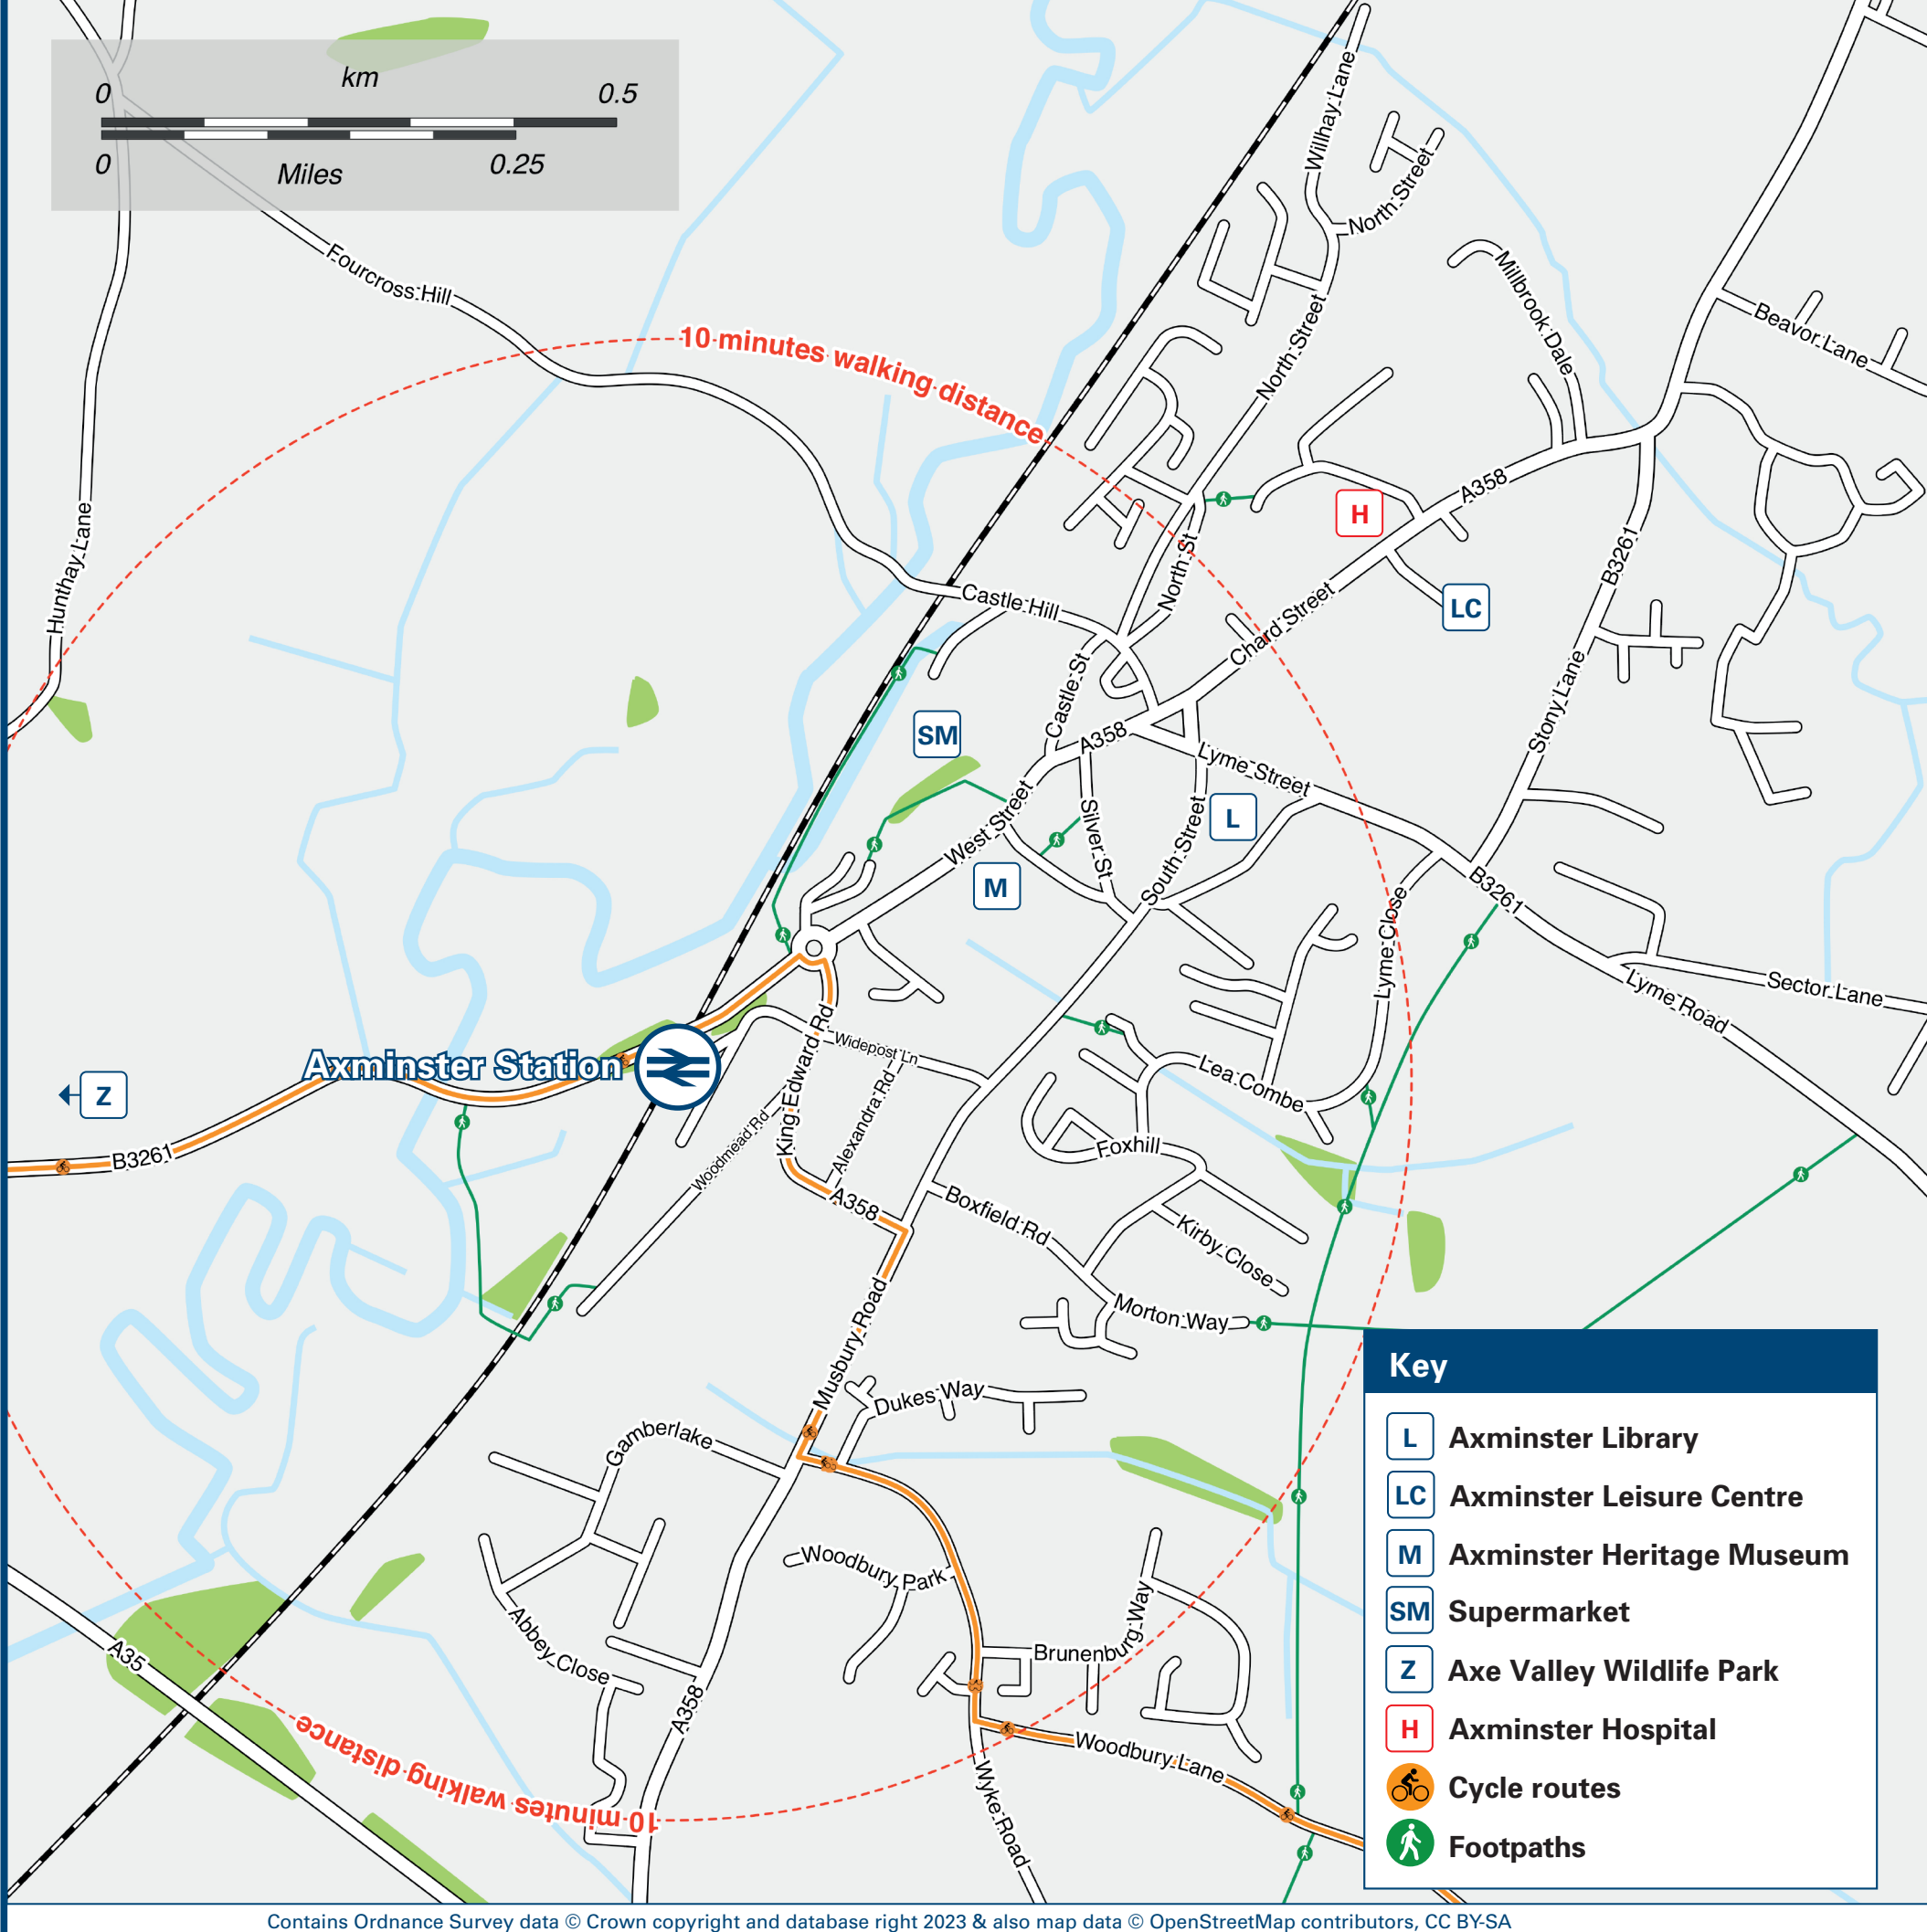 km
0
0.5
0
0.25
Miles
Fourcross Hill
Hunthay Lane
10 minutes walking distance
Willhay Lane
North Street
North Street
Millbrook Dale
Beavor Lane
A358
H
LC
B3261
North St
Castle Hill
Chard Street
Castle St
A358
SM
Lyme Street
Stony Lane
L
Silver St
South Street
West Street
M
B3261
Lyme Close
Sector Lane
Lyme Road
Axminster Station
Z
B3261
King Edward Rd
Widepost Ln
Alexandra Rd
Woodmead Rd
A358
Lea Combe
Foxhill
Boxfield Rd
Kirby Close
Morton Way
Musbury Road
Dukes Way
Gamberlake
Woodbury Park
Abbey Close
A35
A358
Brunenburg Way
Woodbury Lane
Wyke Road
10 minutes walking distance
Key
L Axminster Library
LC Axminster Leisure Centre
M Axminster Heritage Museum
SM Supermarket
Z Axe Valley Wildlife Park
H Axminster Hospital
Cycle routes
Footpaths
Contains Ordnance Survey data © Crown copyright and database right 2023 & also map data © OpenStreetMap contributors, CC BY-SA